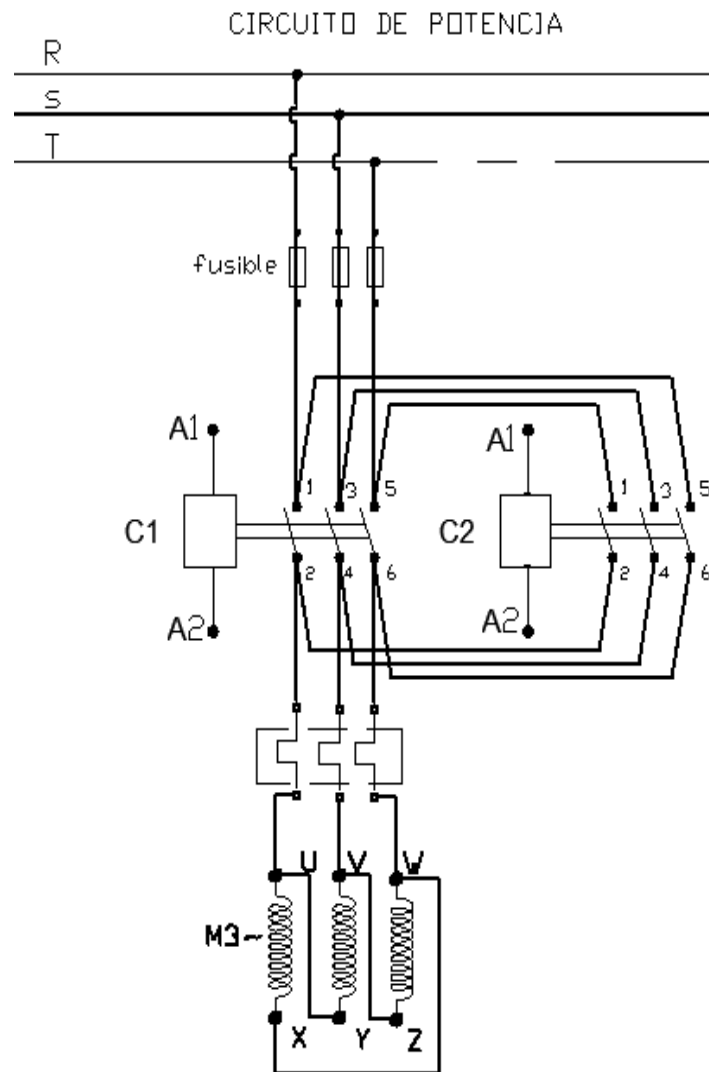 CIRCUITO DE POTENCIA
R
S
T
fusible
A1
A1
1 3 5
1 3 5
C1
C2
2 4 6
2 4 6
A2
A2
U V W
M3~
X Y Z